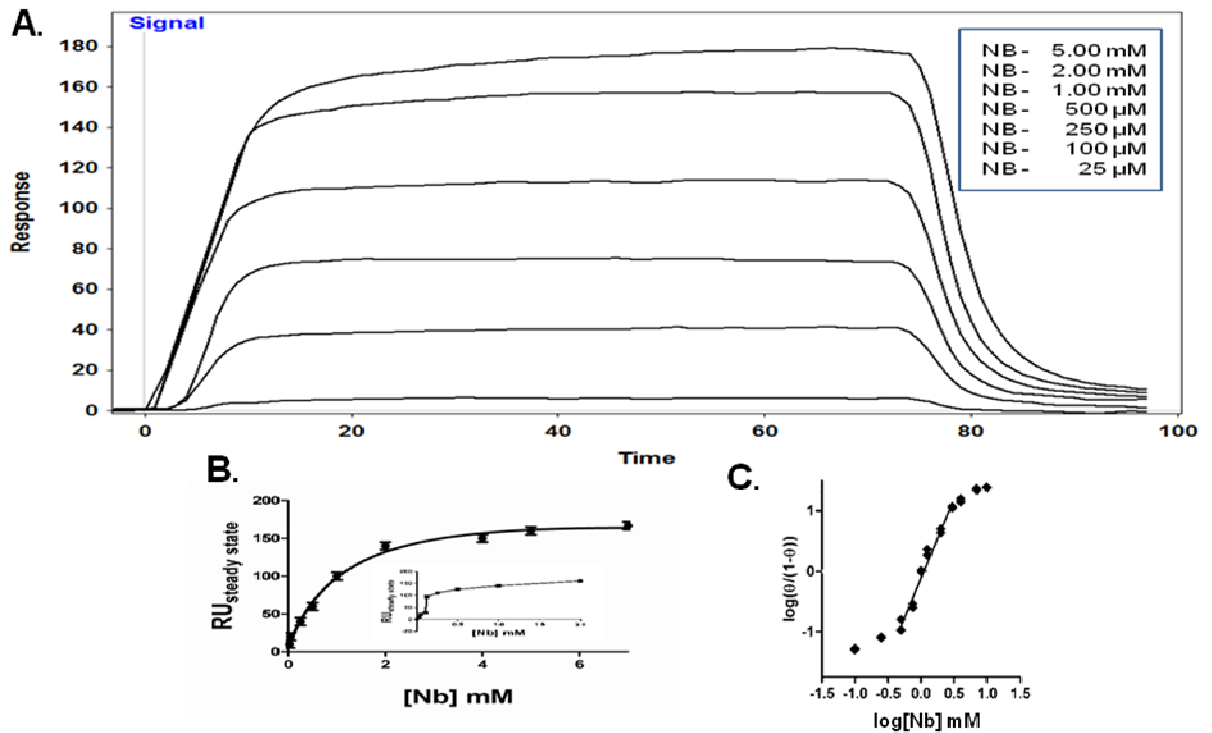 A.
Signal
180
160
140
120
100
80
60
40
20
0
Response
NB - 5.00 mM
NB - 2.00 mM
NB - 1.00 mM
NB - 500 µM
NB - 250 µM
NB - 100 µM
NB - 25 µM
0 20 40 60 80 100
Time
B.
200
150
100
50
0
RUsteady state
0 2 4 6
[Nb] mM
RUsteady state
[Nb] mM
C.
1
0
-1
log(θ/(1-θ))
-1.5 -1.0 -0.5 0.0 0.5 1.0 1.5
log[Nb] mM